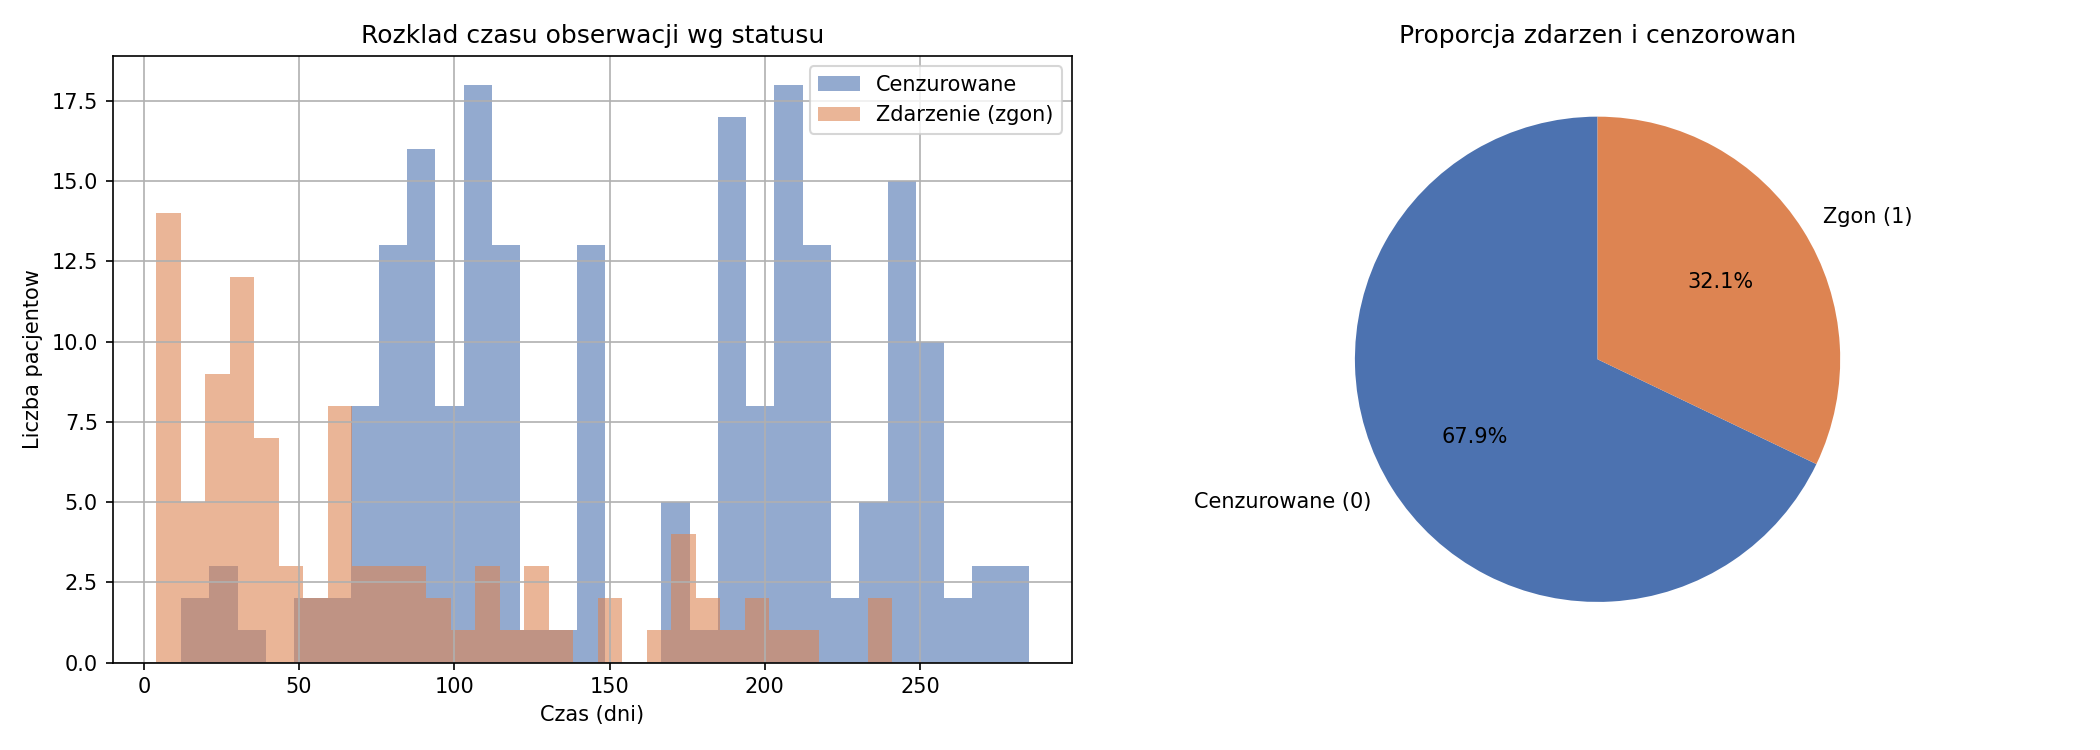 Rozklad czasu obserwacji wg statusu
Cenzurowane
Zdarzenie (zgon)
Liczba pacjentow
17.5
15.0
12.5
10.0
7.5
5.0
2.5
0.0
0 50 100 150 200 250
Czas (dni)
Proporcja zdarzen i cenzorowan
Zgon (1)
32.1%
67.9%
Cenzurowane (0)